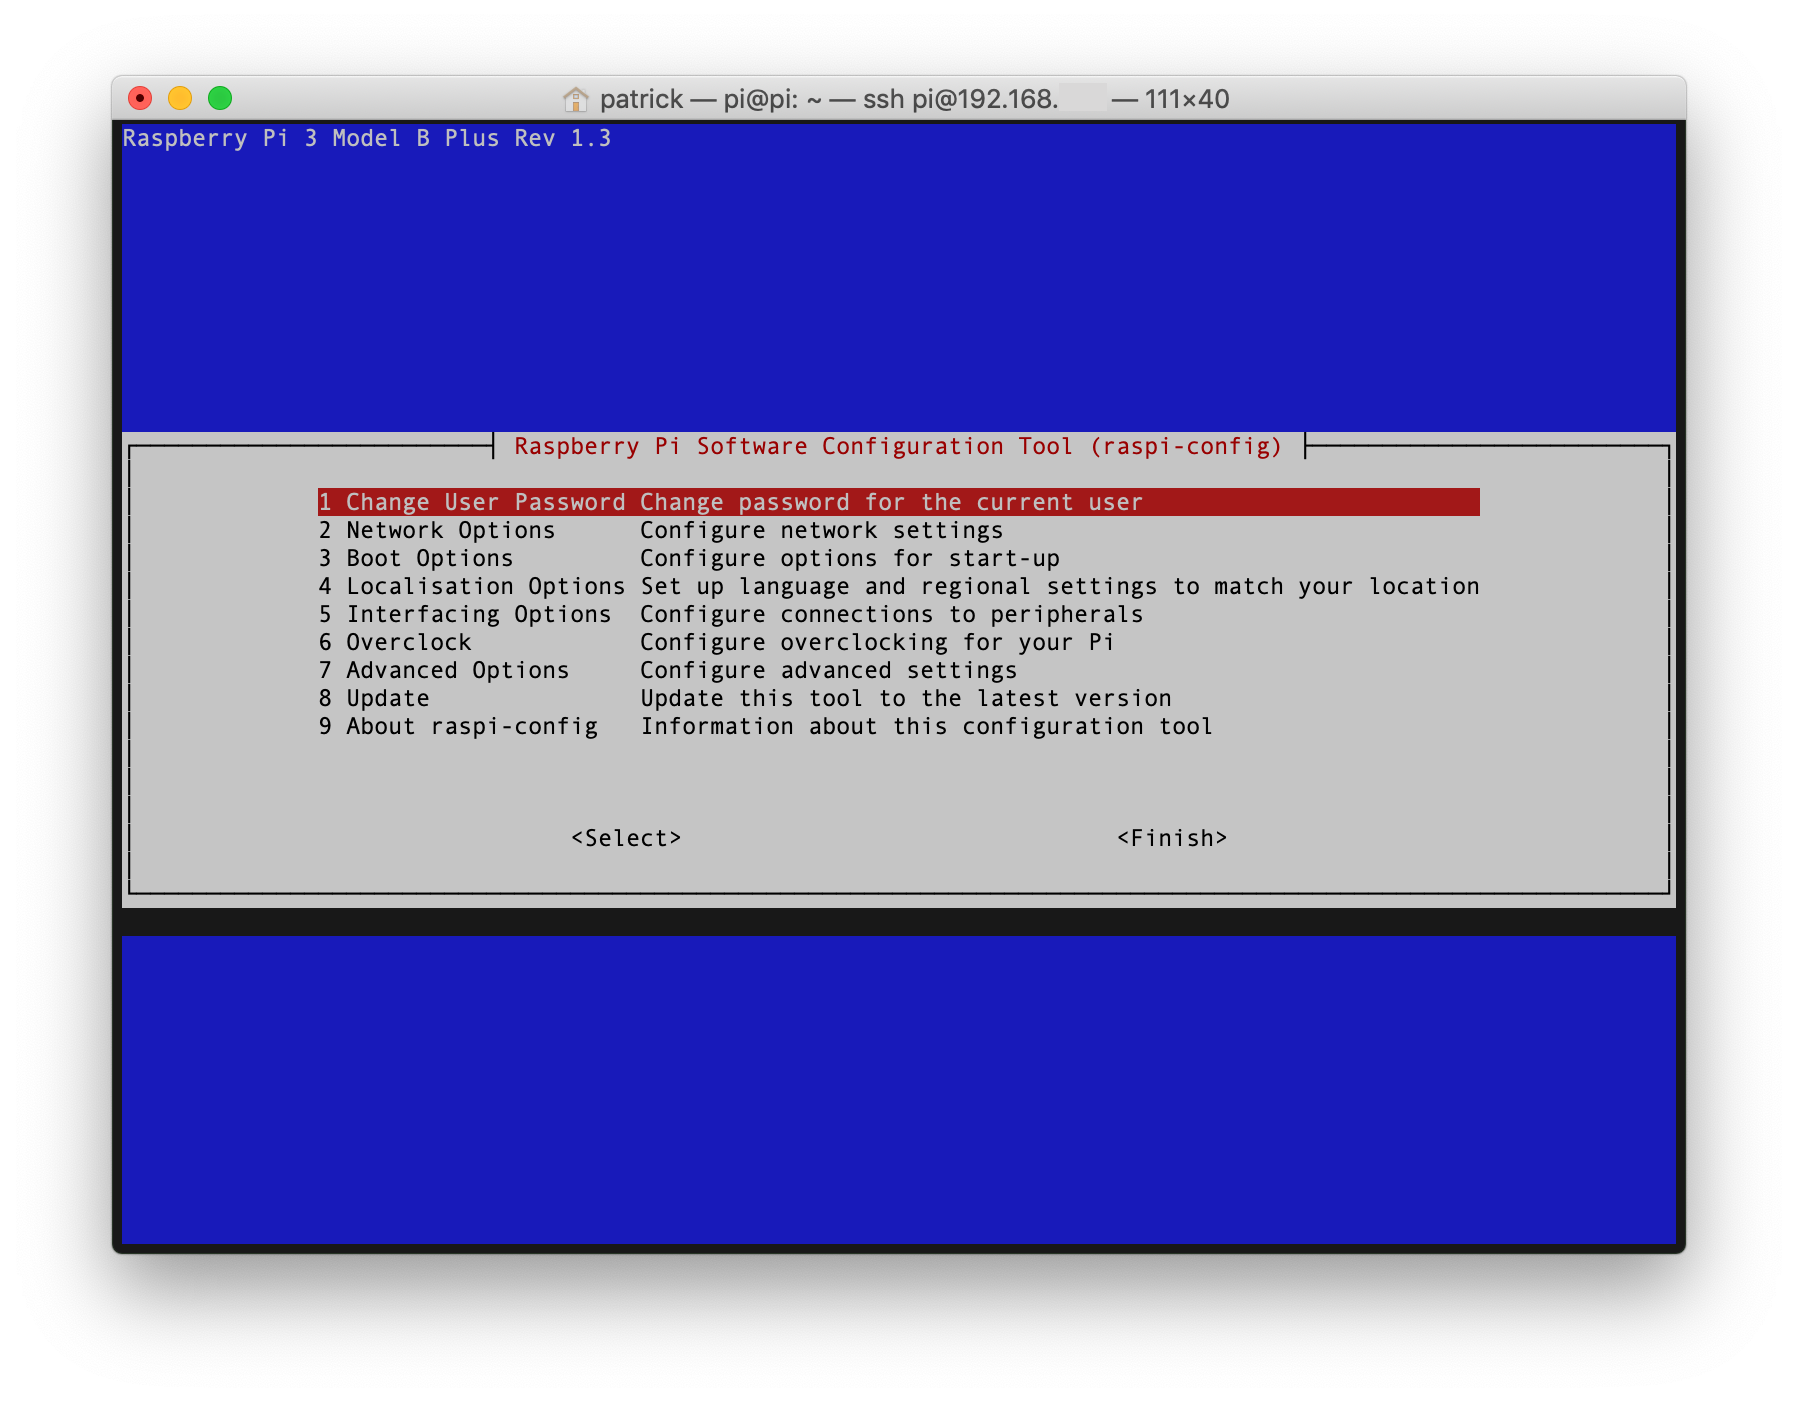 patrick — pi@pi: ~ — ssh pi@192.168. — 111×40
Raspberry Pi 3 Model B Plus Rev 1.3
Raspberry Pi Software Configuration Tool (raspi-config)
1 Change User Password Change password for the current user
2 Network Options Configure network settings
3 Boot Options Configure options for start-up
4 Localisation Options Set up language and regional settings to match your location
5 Interfacing Options Configure connections to peripherals
6 Overclock Configure overclocking for your Pi
7 Advanced Options Configure advanced settings
8 Update Update this tool to the latest version
9 About raspi-config Information about this configuration tool
<Select> <Finish>